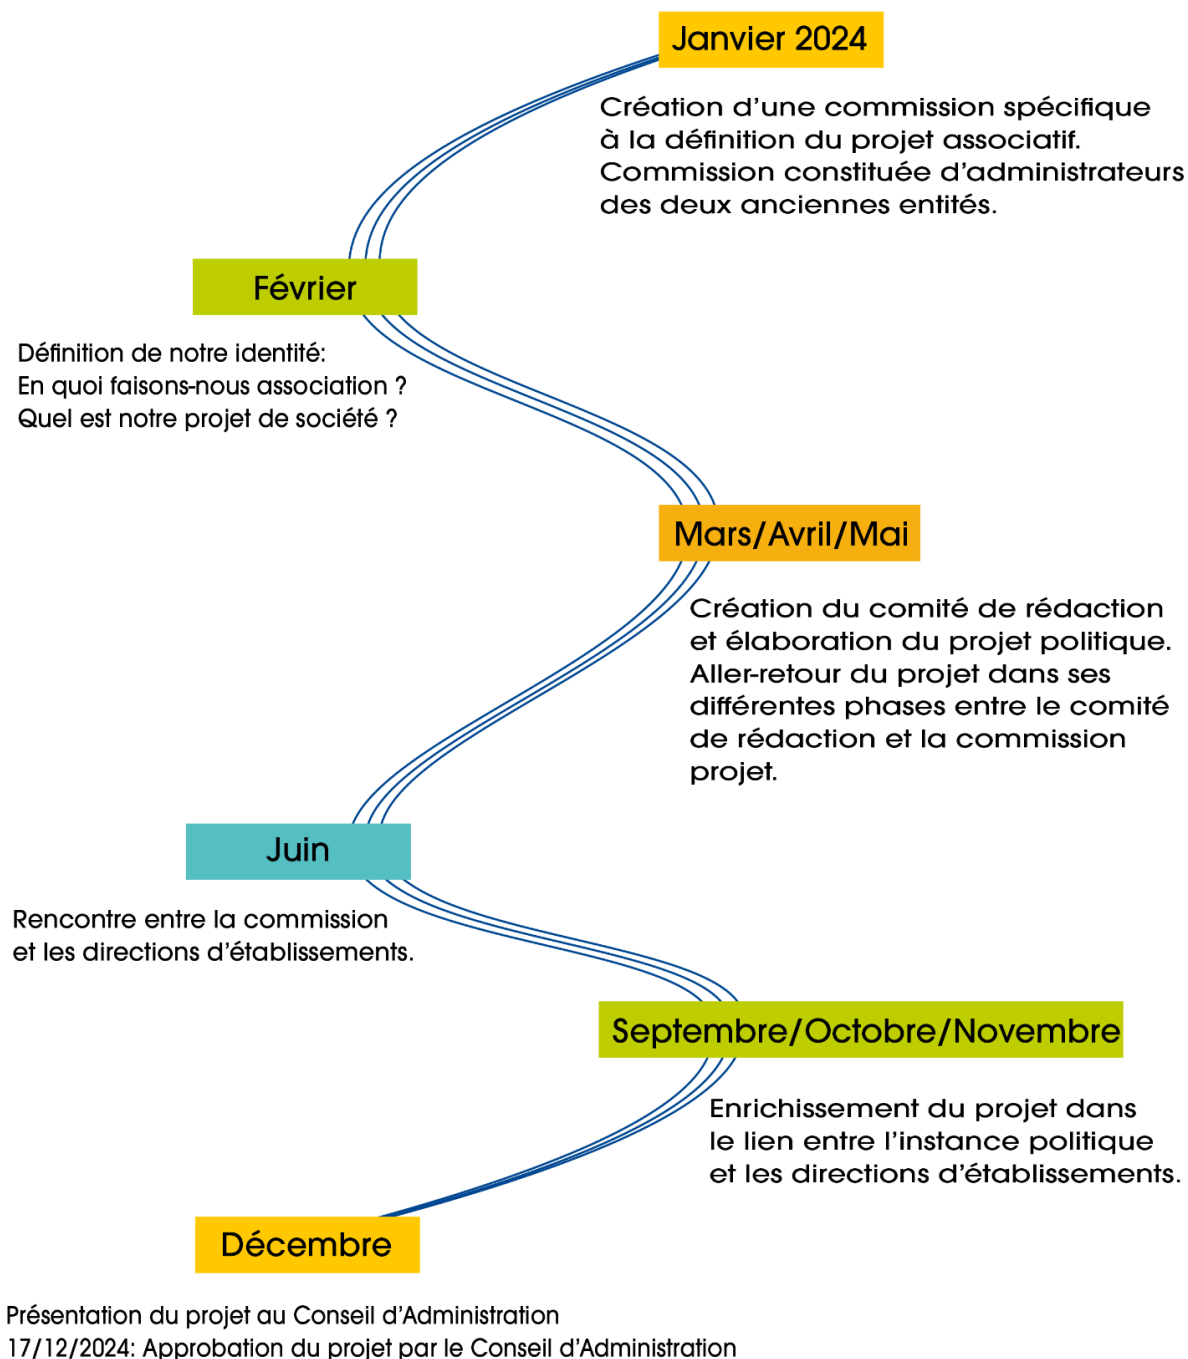 Janvier 2024
Création d'une commission spécifique
à la définition du projet associatif.
Commission constituée d'administrateurs
des deux anciennes entités.
Février
Définition de notre identité:
En quoi faisons-nous association ?
Quel est notre projet de société ?
Mars/Avril/Mai
Création du comité de rédaction
et élaboration du projet politique.
Aller-retour du projet dans ses
différentes phases entre le comité
de rédaction et la commission
projet.
Juin
Rencontre entre la commission
et les directions d'établissements.
Septembre/Octobre/Novembre
Enrichissement du projet dans
le lien entre l'instance politique
et les directions d'établissements.
Décembre
Présentation du projet au Conseil d'Administration
17/12/2024: Approbation du projet par le Conseil d'Administration